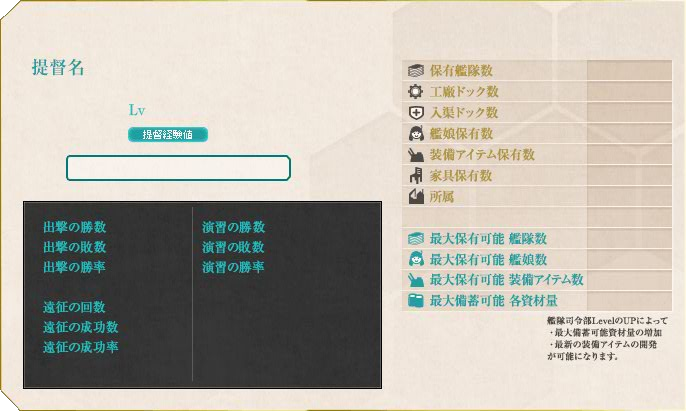 提督名
Lv
提督経験値
出撃の勝数
出撃の敗数
出撃の勝率
遠征の回数
遠征の成功数
遠征の成功率
演習の勝数
演習の敗数
演習の勝率
保有艦隊数
工廠ドック数
入渠ドック数
艦娘保有数
装備アイテム保有数
家具保有数
所属
最大保有可能 艦隊数
最大保有可能 艦娘数
最大保有可能 装備アイテム数
最大備蓄可能 各資材量
艦隊司令部LevelのUPによって
・最大備蓄可能資材量の増加
・最新の装備アイテムの開発
が可能になります。